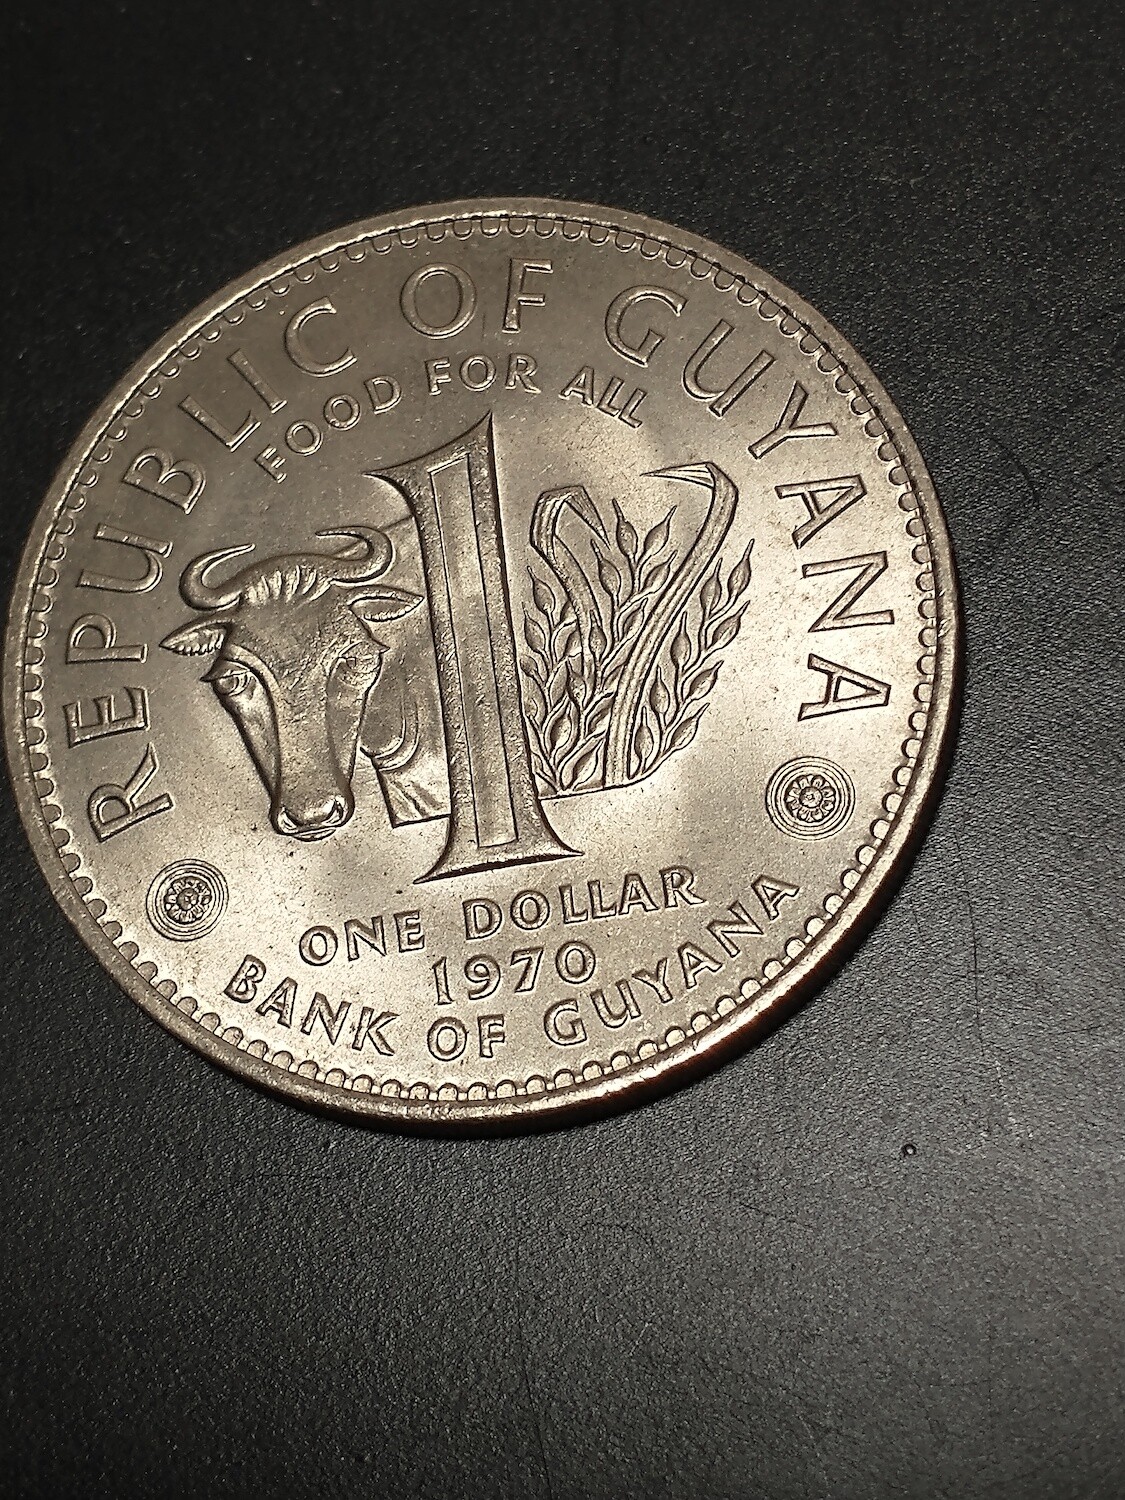 REPUBLIC OF GUYANA
FOOD FOR ALL
1
ONE DOLLAR
1970
BANK OF GUYANA